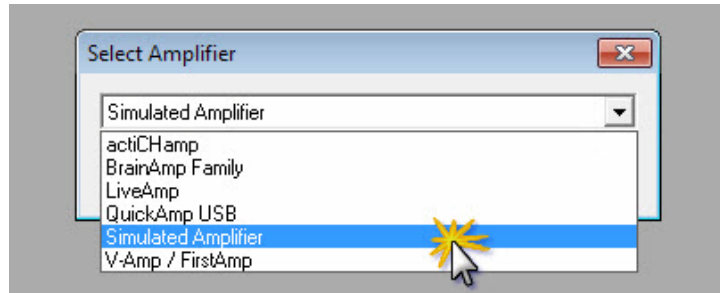 Select Amplifier
Simulated Amplifier
actiCHamp
BrainAmp Family
LiveAmp
QuickAmp USB
Simulated Amplifier
V-Amp / FirstAmp